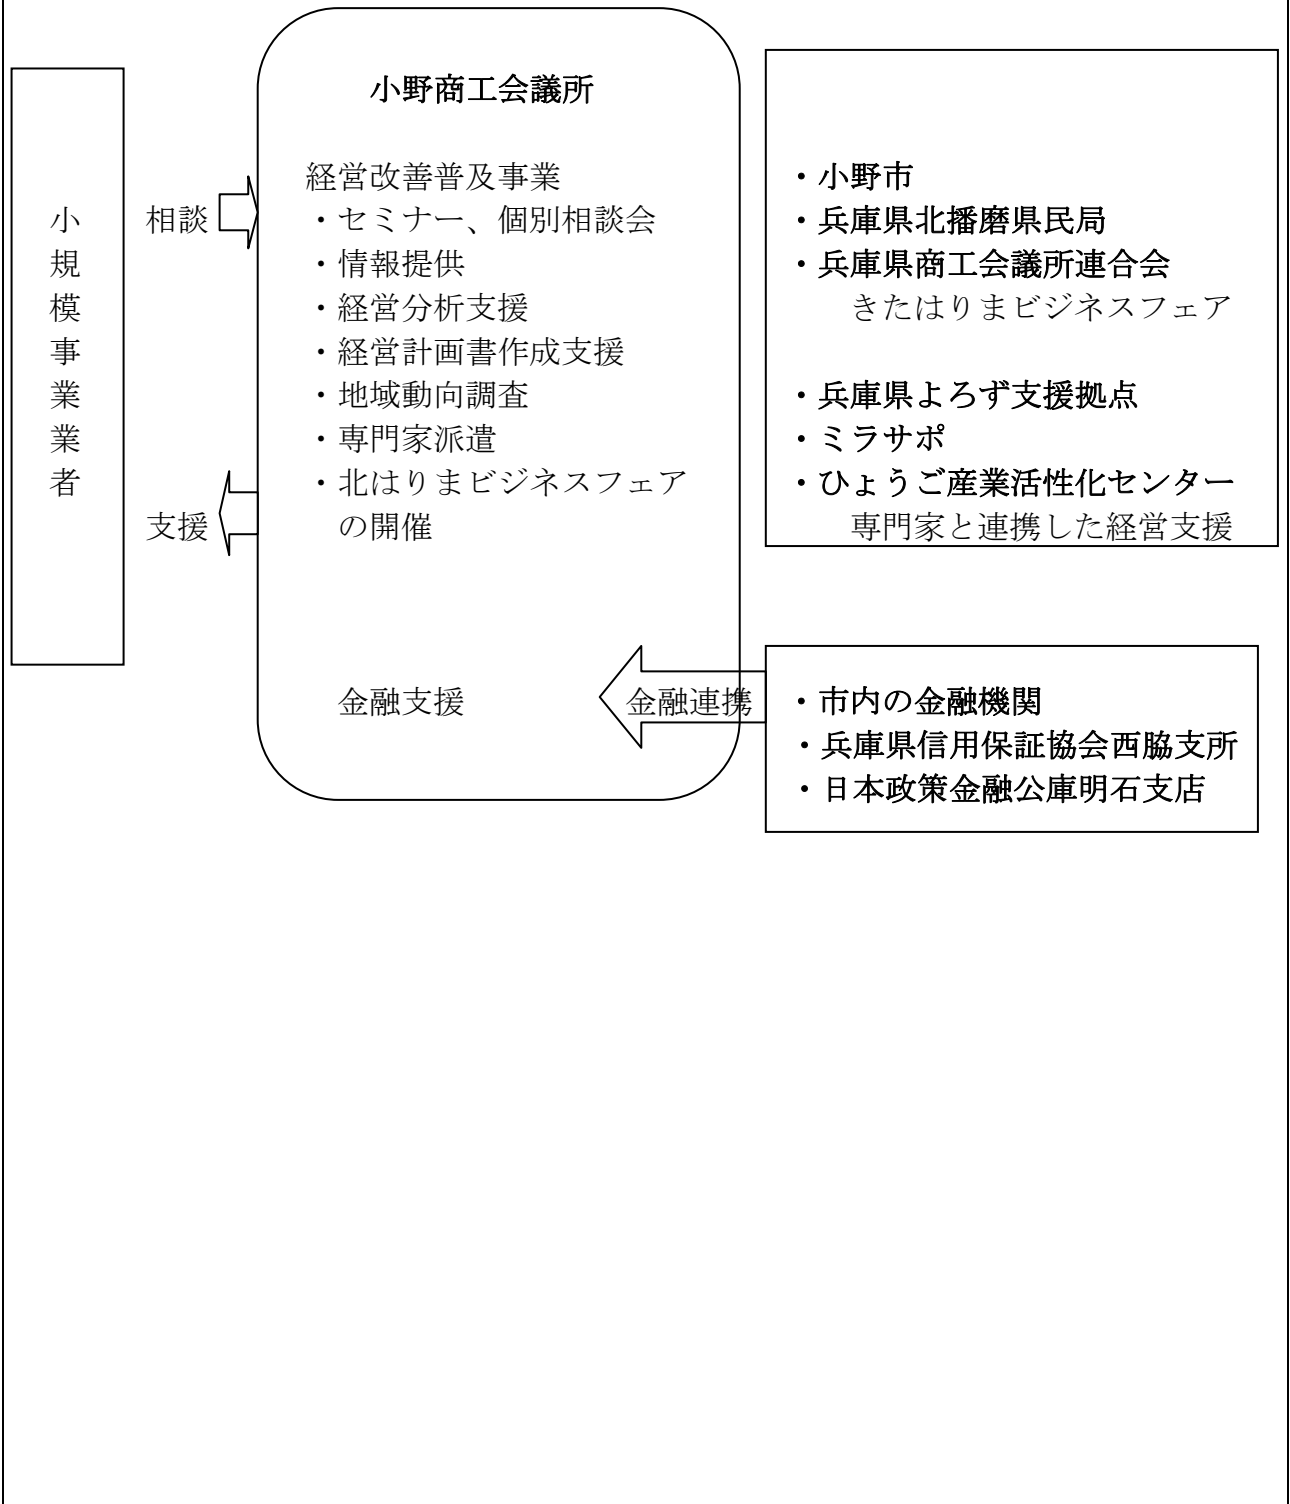 小規模事業業者
相談
支援
小野商工会議所
経営改善普及事業
・セミナー、個別相談会
・情報提供
・経営分析支援
・経営計画書作成支援
・地域動向調査
・専門家派遣
・北はりまビジネスフェア
の開催
金融支援
金融連携
・小野市
・兵庫県北播磨県民局
・兵庫県商工会議所連合会
きたはりまビジネスフェア
・兵庫県よろず支援拠点
・ミラサポ
・ひょうご産業活性化センター
専門家と連携した経営支援
・市内の金融機関
・兵庫県信用保証協会西脇支所
・日本政策金融公庫明石支店